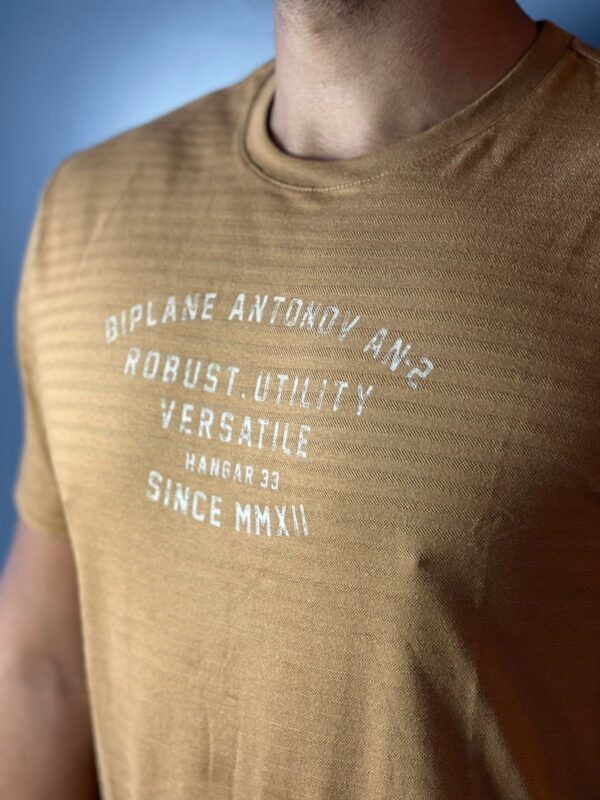 BIPLANE ANTONOV AN-2
ROBUST.UTILITY
VERSATILE
HANGAR 33
SINCE MMXII